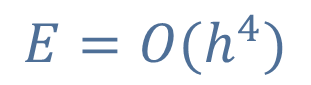 E = O(h⁴)